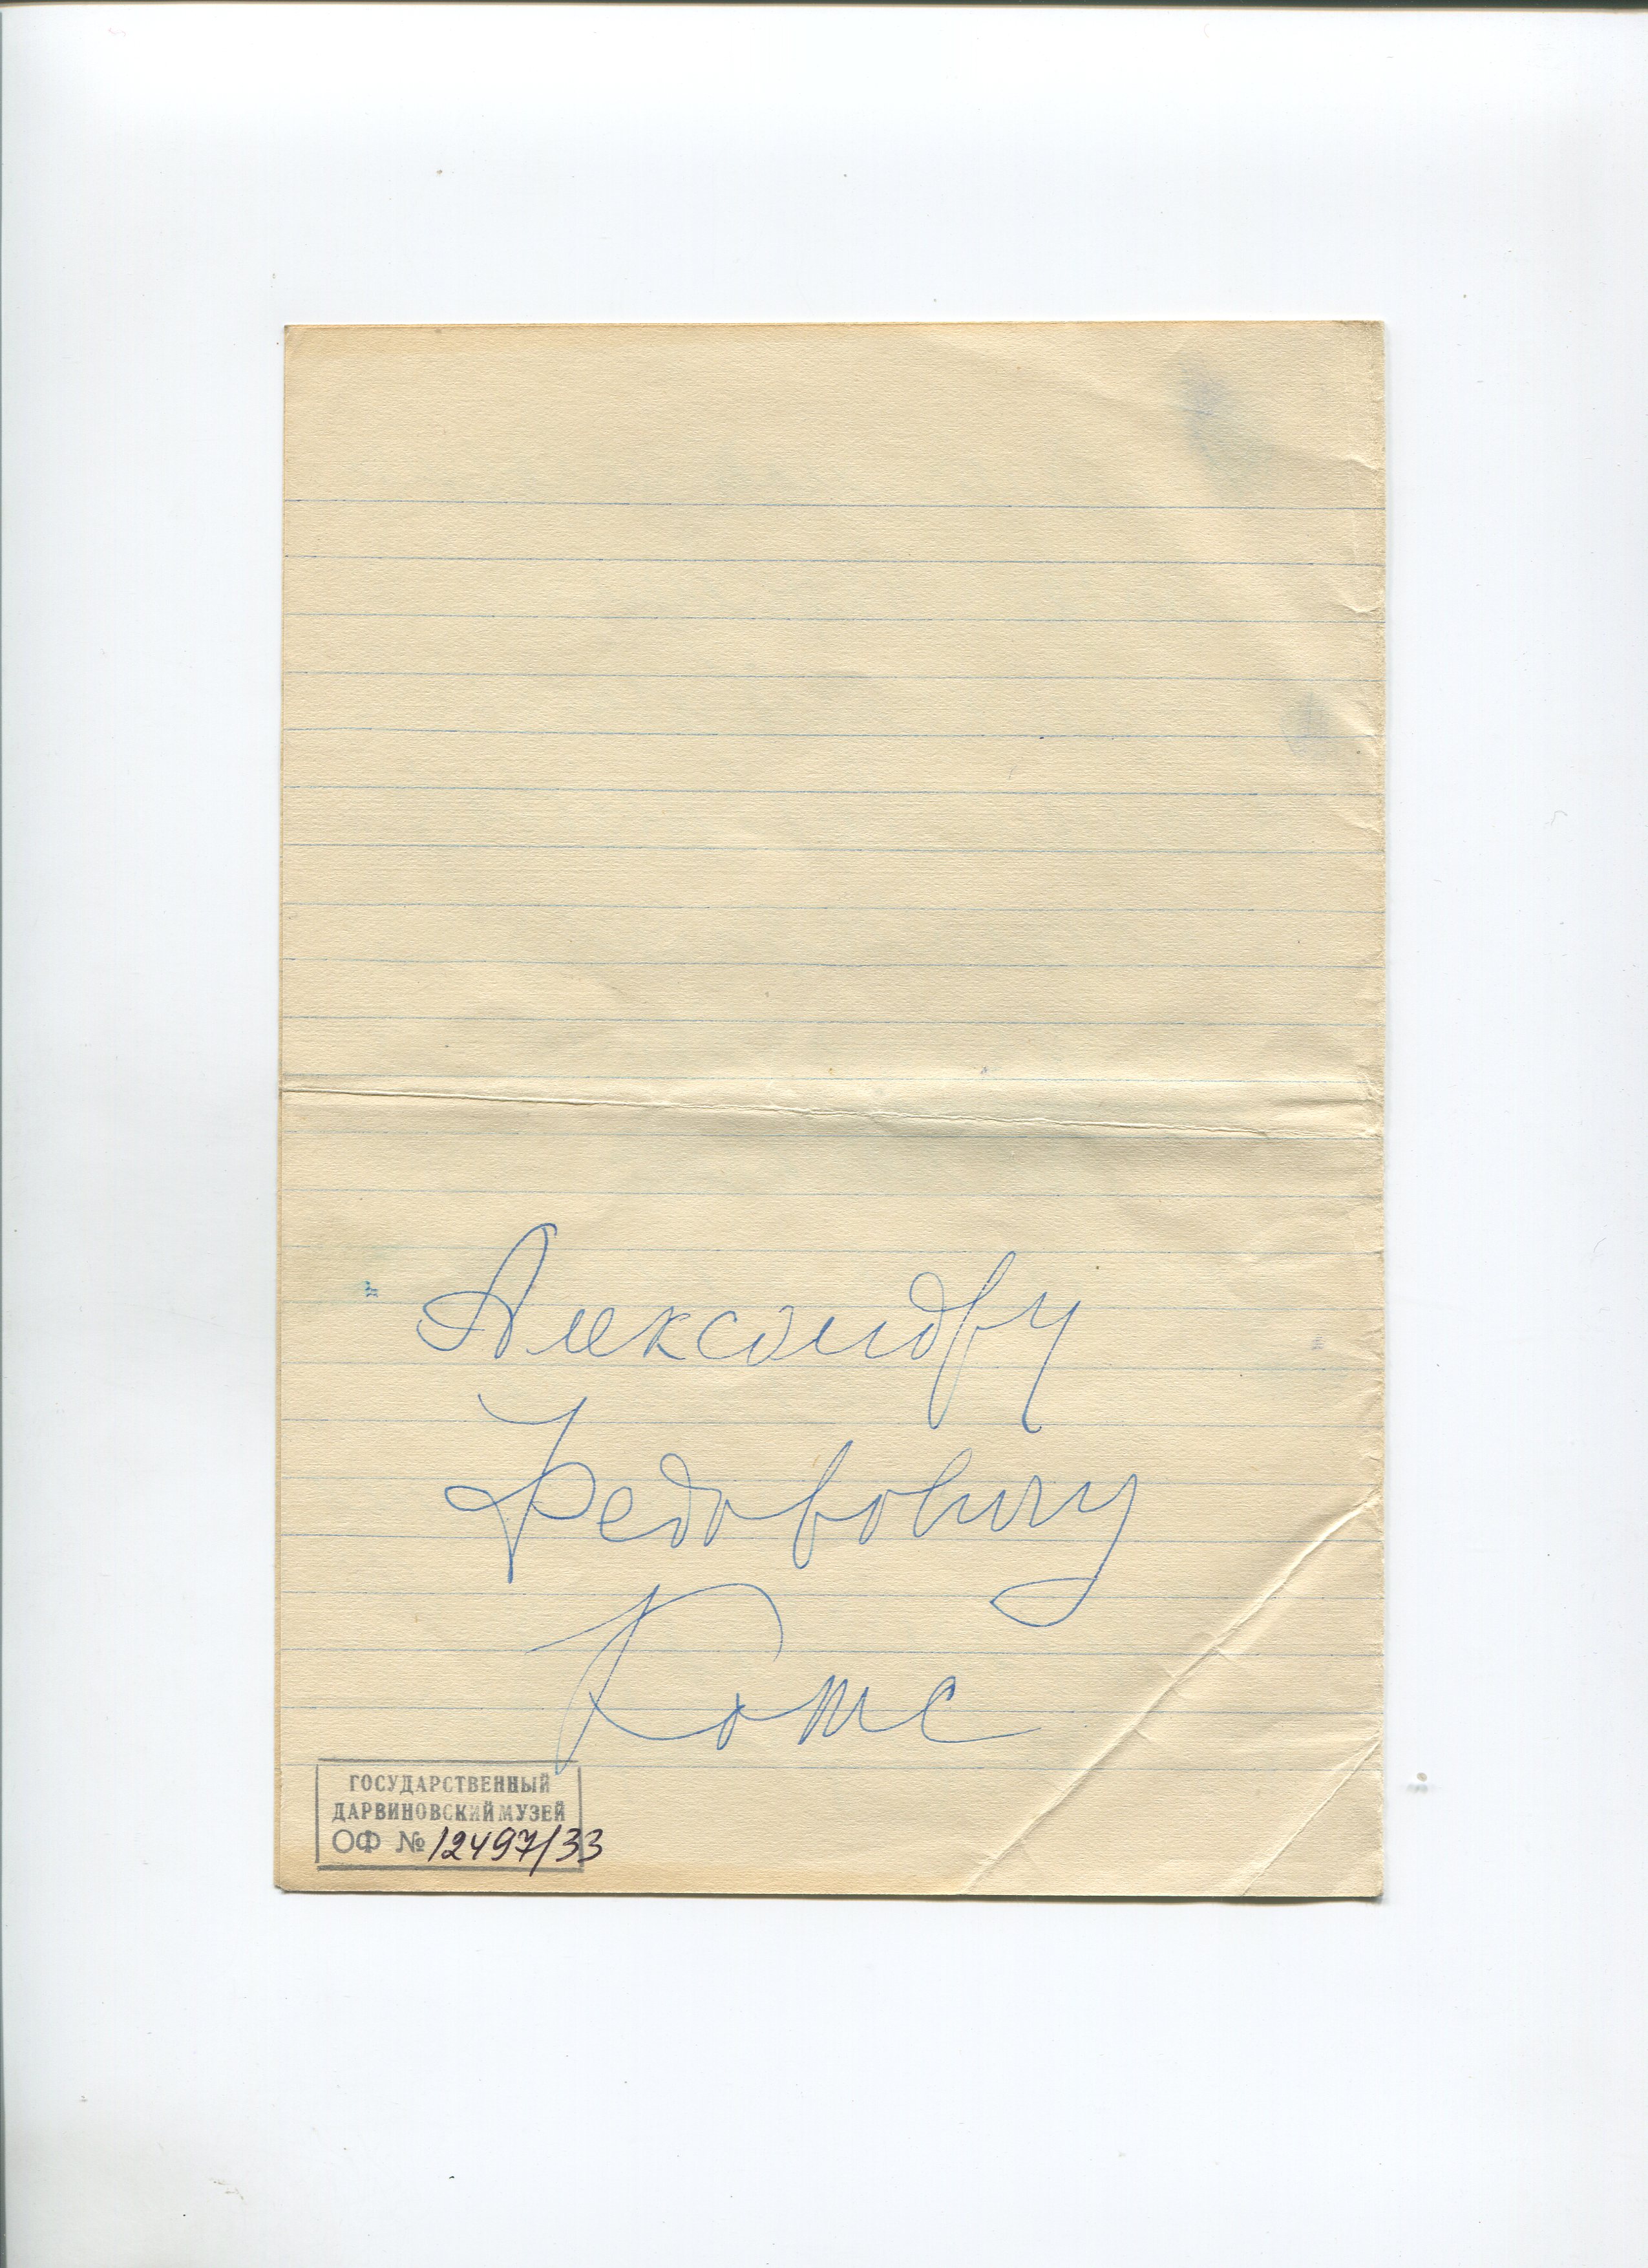 Александру
Федоровичу
Котс
ГОСУДАРСТВЕННЫЙ
ДАРВИНОВСКИЙ МУЗЕЙ
ОФ № 12497/33